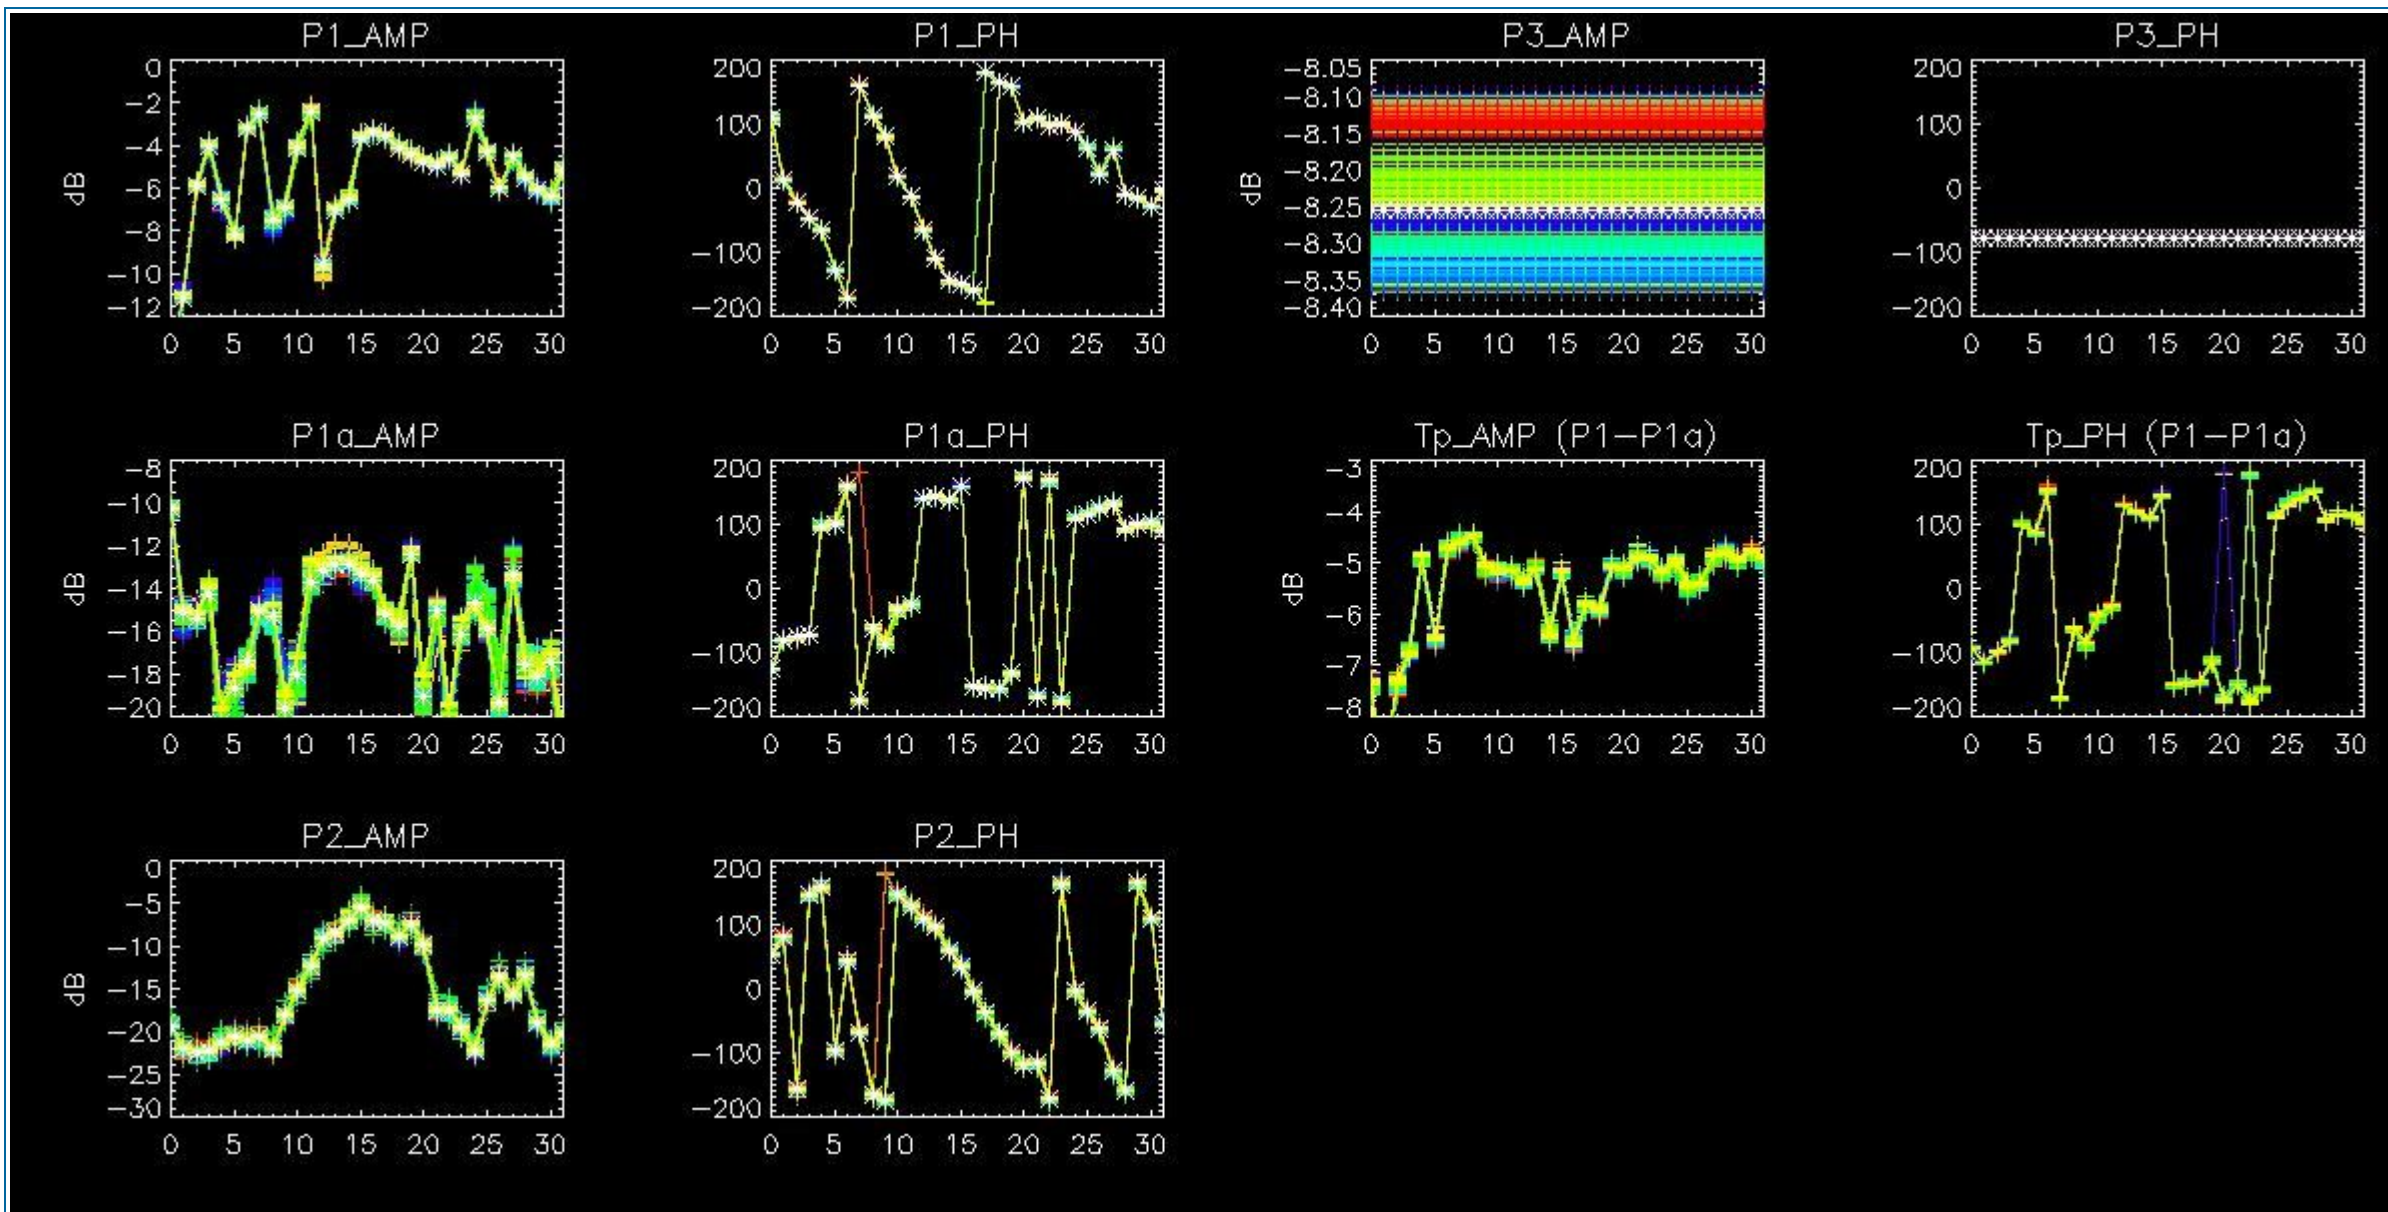 P1_AMP
0
−2
−4
−6
−8
−10
−12
dB
0 5 10 15 20 25 30
P1_PH
200
100
0
−100
−200
0 5 10 15 20 25 30
P3_AMP
−8.05
−8.10
−8.15
−8.20
−8.25
−8.30
−8.35
−8.40
dB
0 5 10 15 20 25 30
P3_PH
200
100
0
−100
−200
0 5 10 15 20 25 30
P1a_AMP
−8
−10
−12
−14
−16
−18
−20
dB
0 5 10 15 20 25 30
P1a_PH
200
100
0
−100
−200
0 5 10 15 20 25 30
Tp_AMP (P1−P1a)
−3
−4
−5
−6
−7
−8
dB
0 5 10 15 20 25 30
Tp_PH (P1−P1a)
200
100
0
−100
−200
0 5 10 15 20 25 30
P2_AMP
0
−5
−10
−15
−20
−25
−30
dB
0 5 10 15 20 25 30
P2_PH
200
100
0
−100
−200
0 5 10 15 20 25 30